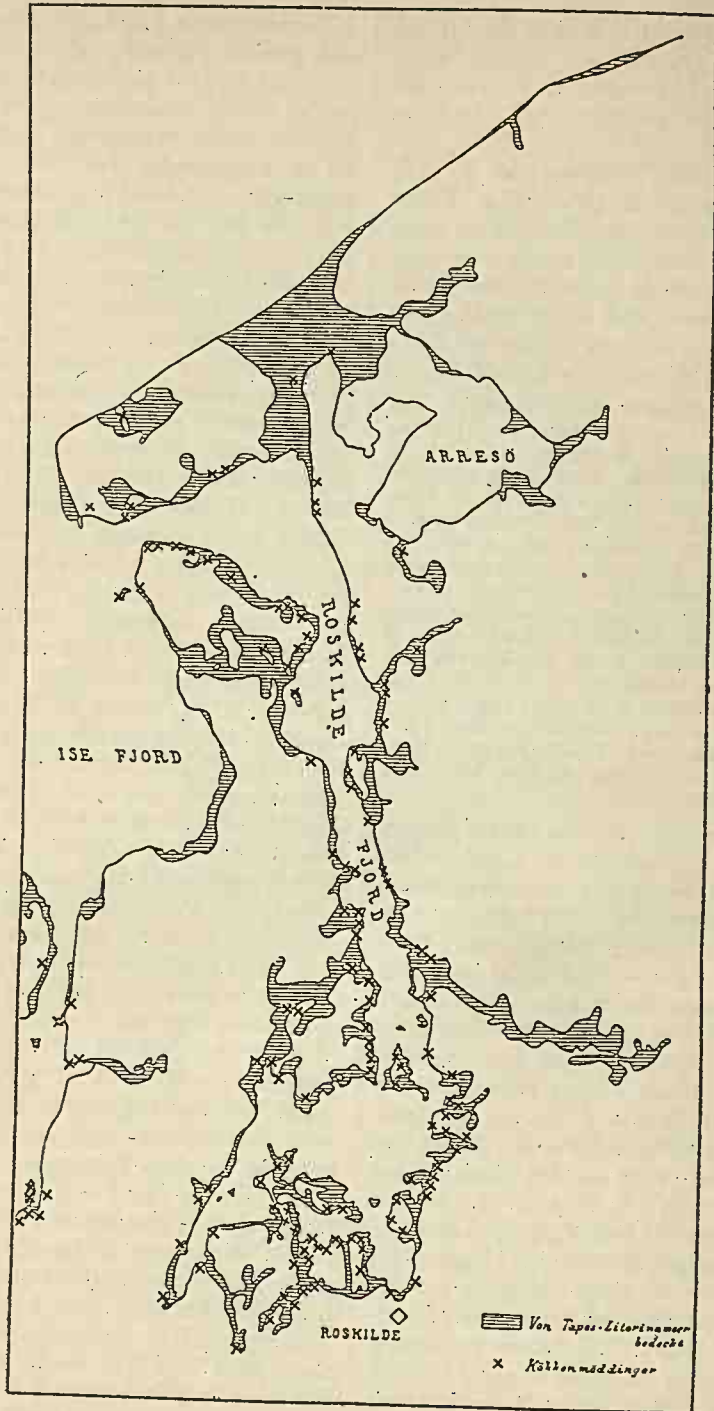 ARRESÖ
ROSKILDE
FJORD
ISE FJORD
ROSKILDE
Von Tapes-Litorinameer
bedeckt
× Kökkenmöddinger